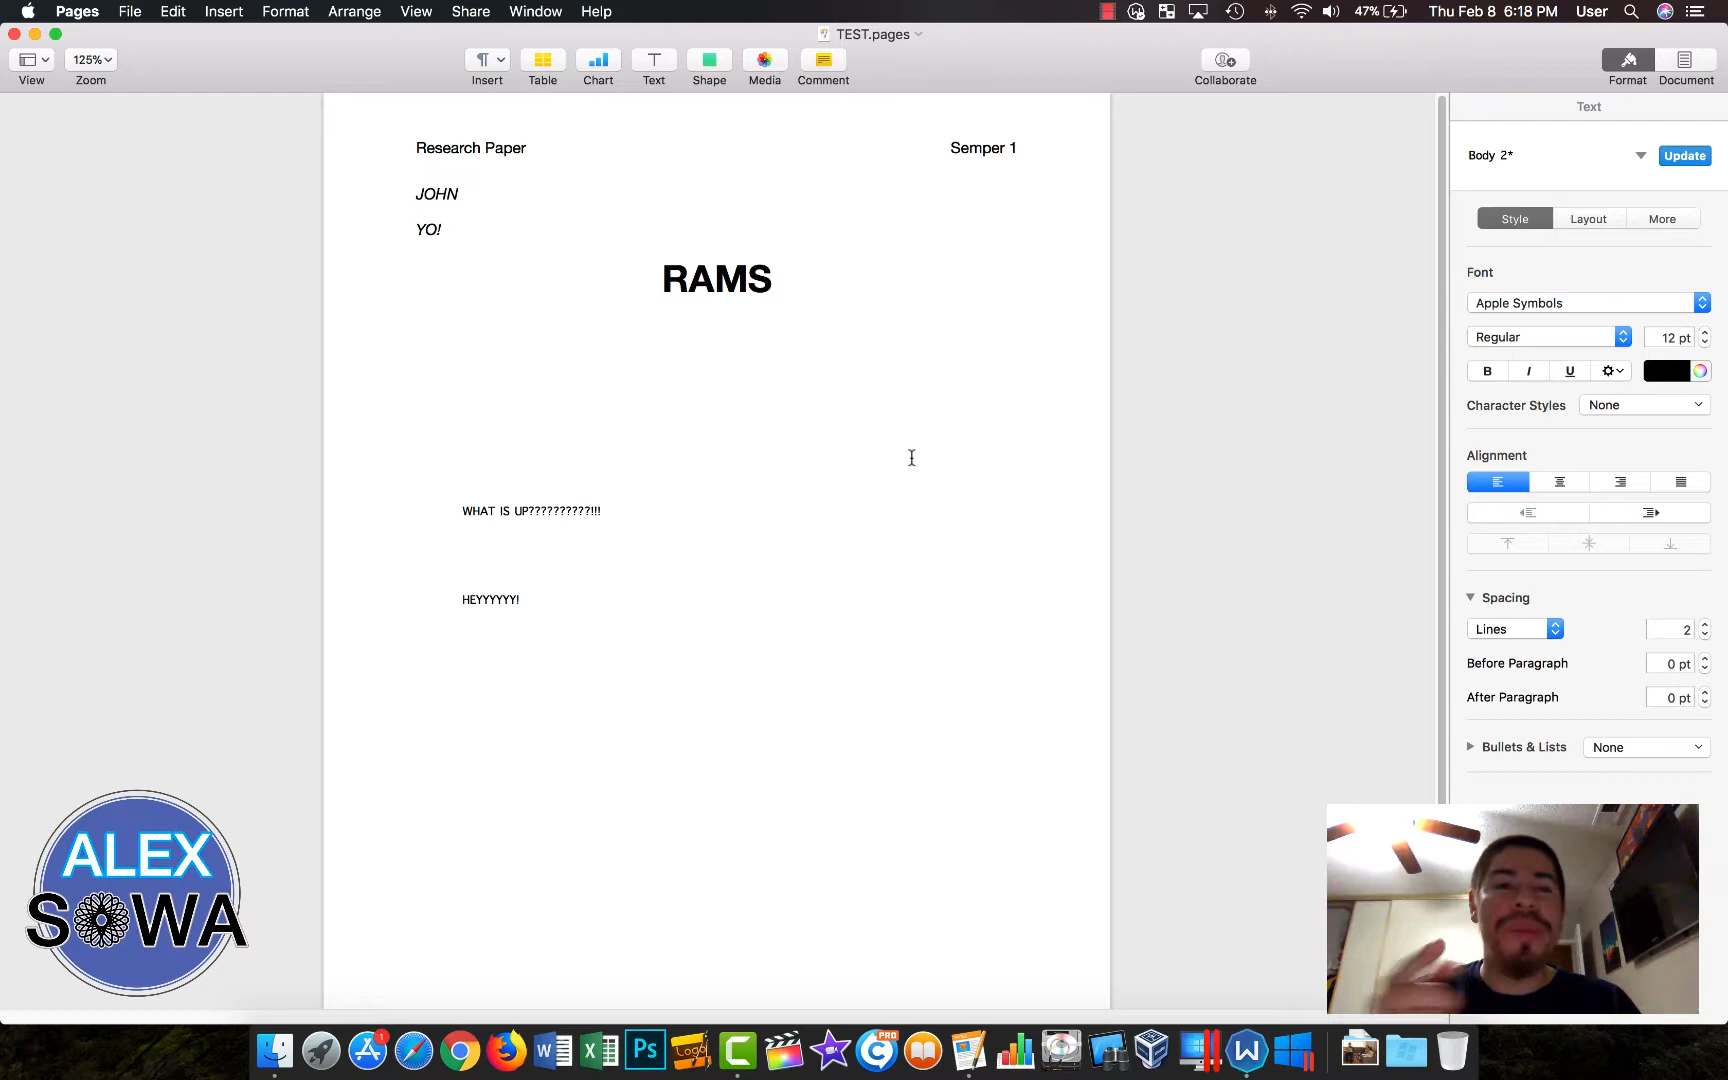 Pages File Edit Insert Format Arrange View Share Window Help 47% Thu Feb 8 6:18 PM User
TEST.pages
125%
View Zoom Insert Table Chart Text Shape Media Comment Collaborate Format Document
Text
Research Paper Semper 1
Body 2* Update
JOHN
Style Layout More
YO!
RAMS
Font
Apple Symbols
Regular 12 pt
B I U
Character Styles None
Alignment
WHAT IS UP??????????!!!
HEYYYYYY!
Spacing
Lines 2
Before Paragraph 0 pt
After Paragraph 0 pt
Bullets & Lists None
ALEX
SOWA
1
W
X
Ps
Logo
C
C PRO
W